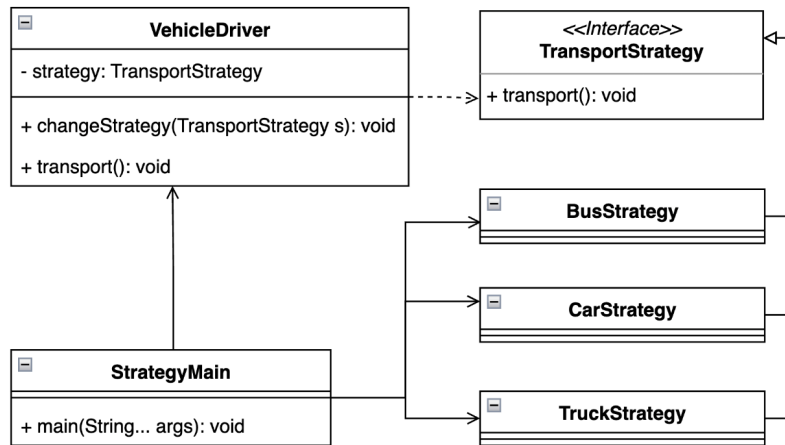 VehicleDriver
- strategy: TransportStrategy
+ changeStrategy(TransportStrategy s): void
+ transport(): void
<<Interface>>
TransportStrategy
+ transport(): void
BusStrategy
CarStrategy
StrategyMain
+ main(String... args): void
TruckStrategy